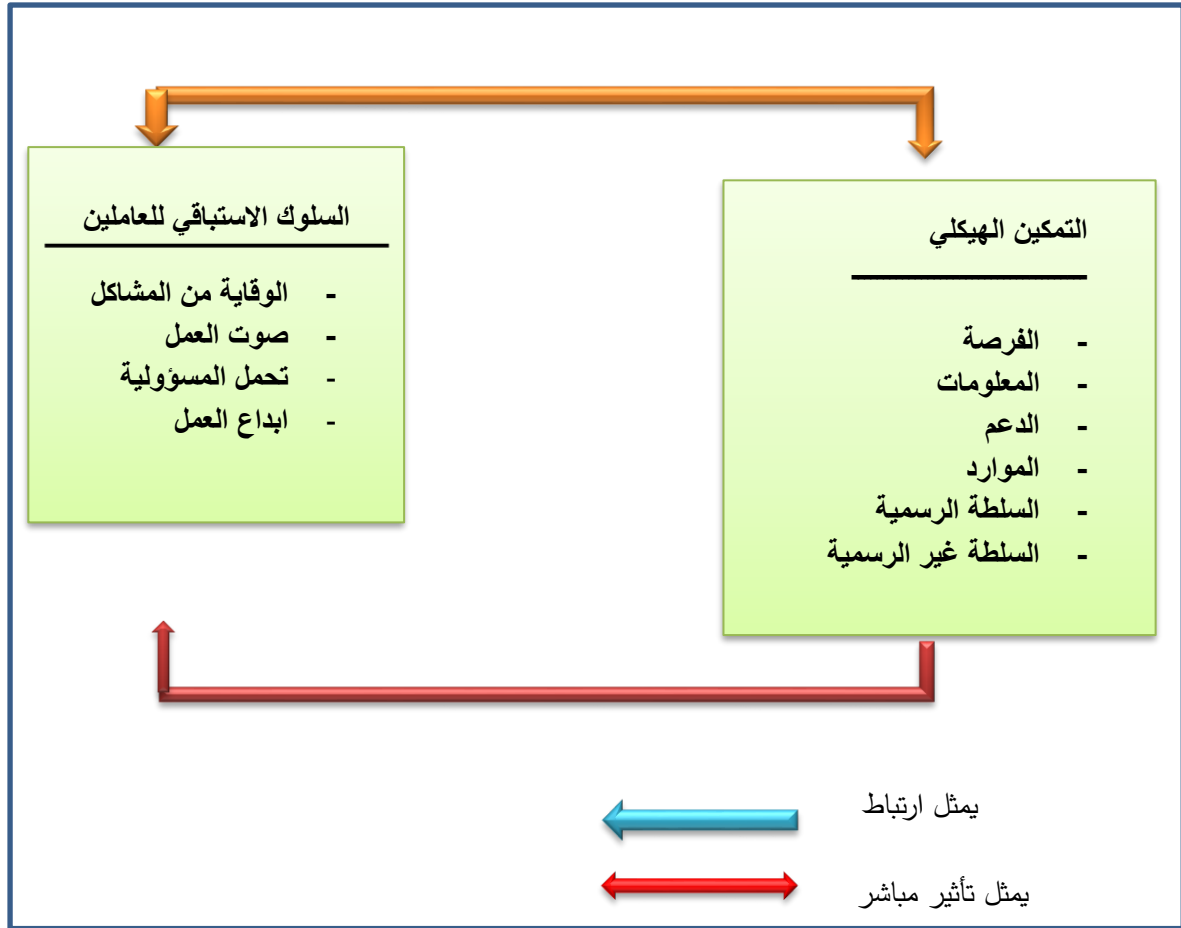 التمكين الهيكلي
- الفرصة
- المعلومات
- الدعم
- الموارد
- السلطة الرسمية
- السلطة غير الرسمية
السلوك الاستباقي للعاملين
- الوقاية من المشاكل
- صوت العمل
- تحمل المسؤولية
- ابداع العمل
يمثل ارتباط
يمثل تأثير مباشر